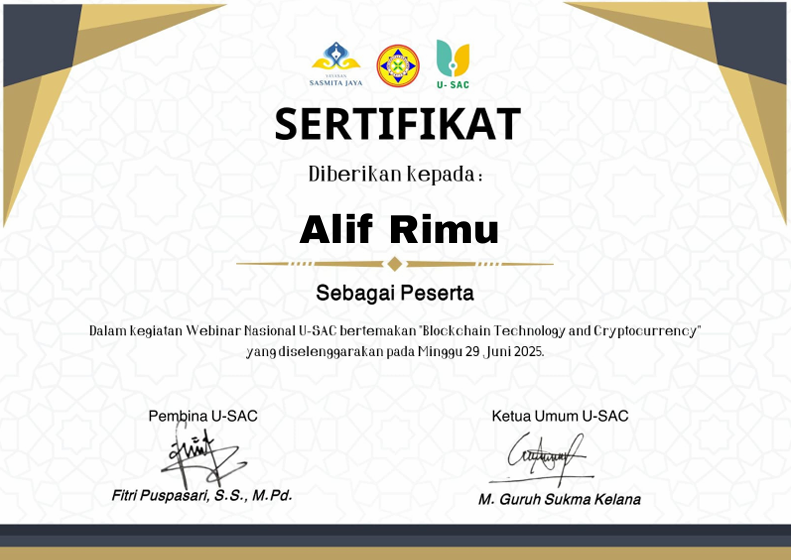 YAYASAN
SASMITA JAYA
U- SAC
SERTIFIKAT
Diberikan kepada :
Alif Rimu
Sebagai Peserta
Dalam kegiatan Webinar Nasional U-SAC bertemakan "Blockchain Technology and Cryptocurrency"
yang diselenggarakan pada Minggu 29 Juni 2025.
Pembina U-SAC
Fitri Puspasari, S.S., M.Pd.
Ketua Umum U-SAC
M. Guruh Sukma Kelana